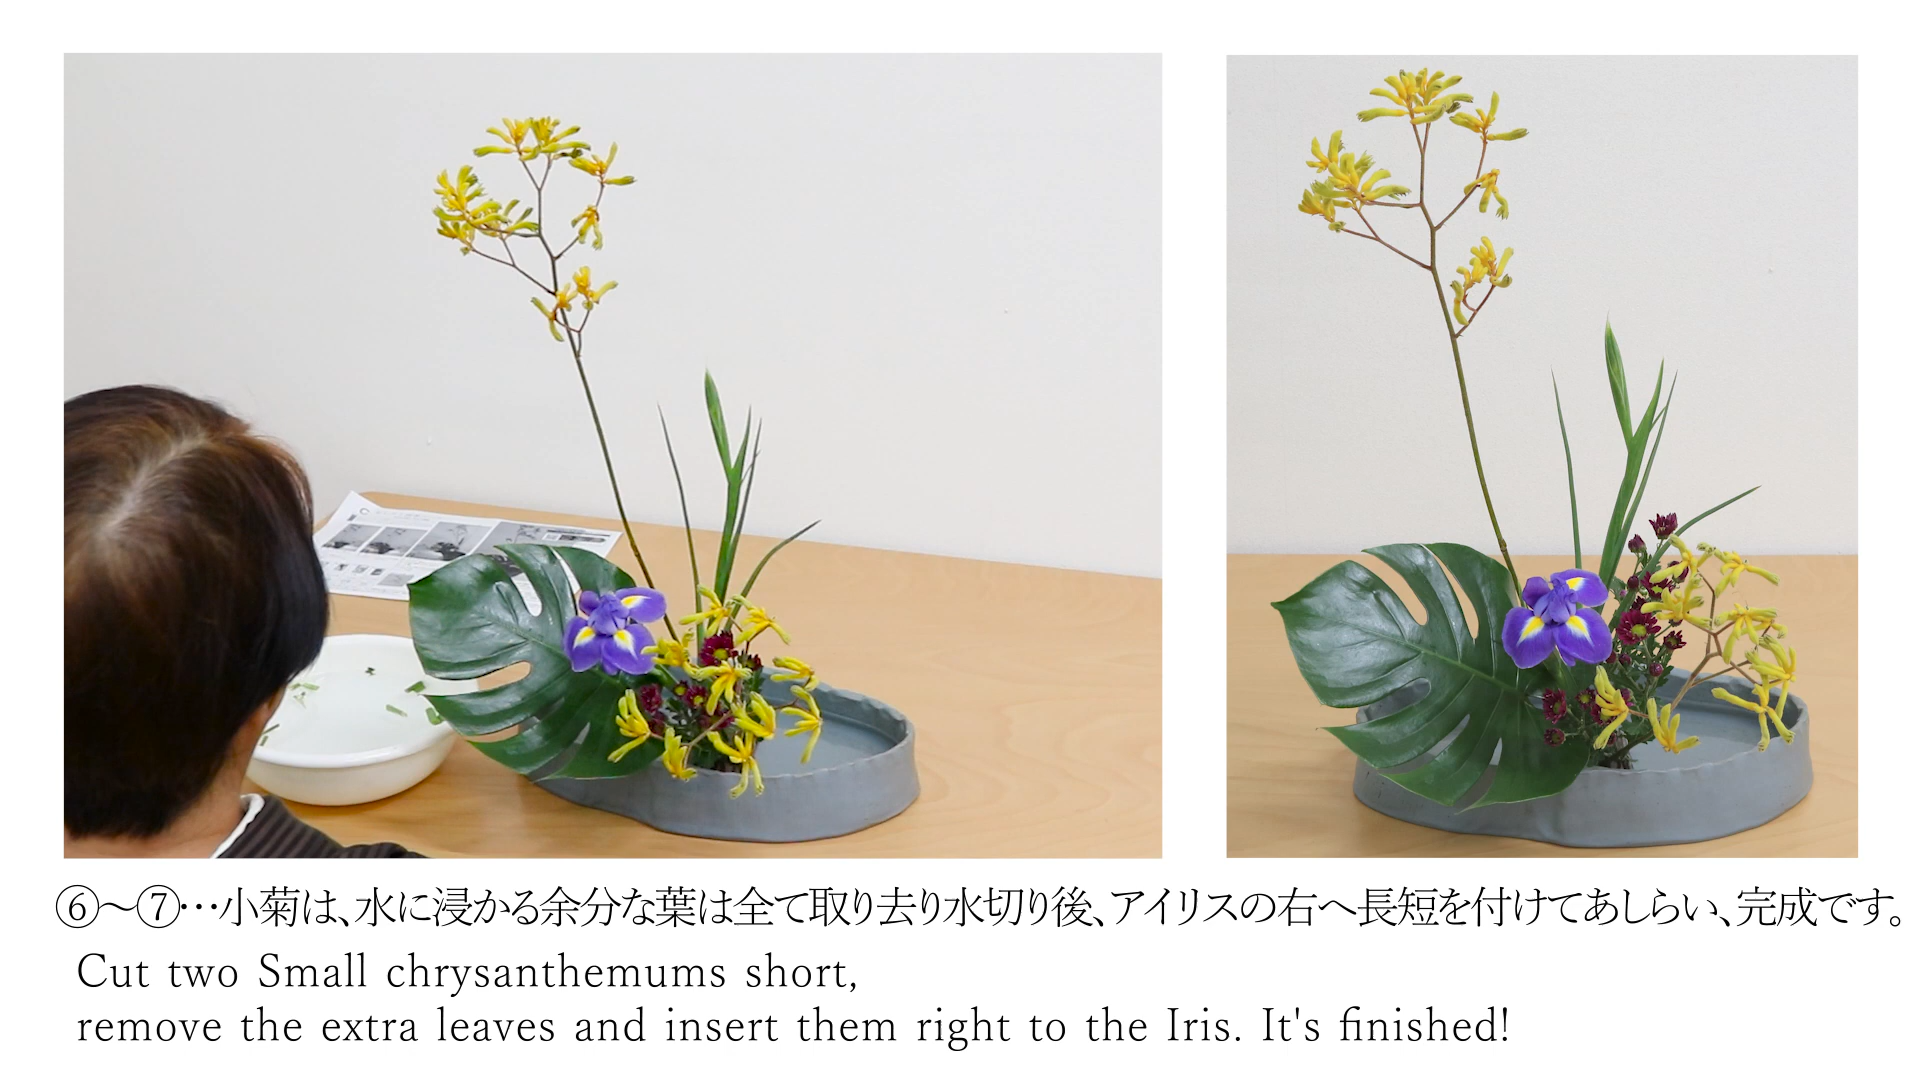 ⑥～⑦…小菊は、水に浸かる余分な葉は全て取り去り水切り後、アイリスの右へ長短を付けてあしらい、完成です。
Cut two Small chrysanthemums short,
remove the extra leaves and insert them right to the Iris. It's finished!